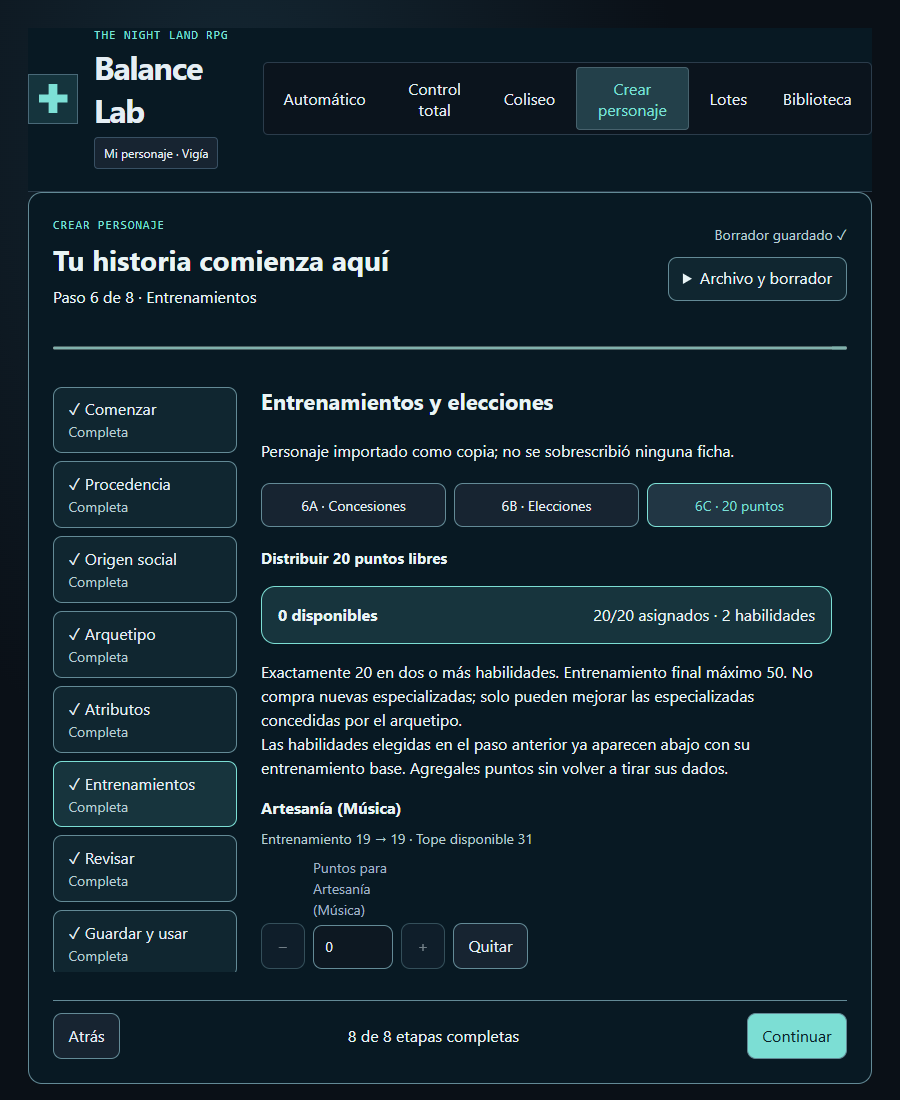 THE NIGHT LAND RPG
Balance
Lab
Mi personaje · Vigía
Automático
Control
total
Coliseo
Crear
personaje
Lotes
Biblioteca
CREAR PERSONAJE
Tu historia comienza aquí
Paso 6 de 8 · Entrenamientos
Borrador guardado ✓
▶ Archivo y borrador
✓ Comenzar
Completa
✓ Procedencia
Completa
✓ Origen social
Completa
✓ Arquetipo
Completa
✓ Atributos
Completa
✓ Entrenamientos
Completa
✓ Revisar
Completa
✓ Guardar y usar
Completa
Entrenamientos y elecciones
Personaje importado como copia; no se sobrescribió ninguna ficha.
6A · Concesiones
6B · Elecciones
6C · 20 puntos
Distribuir 20 puntos libres
0 disponibles
20/20 asignados · 2 habilidades
Exactamente 20 en dos o más habilidades. Entrenamiento final máximo 50. No
compra nuevas especializadas; solo pueden mejorar las especializadas
concedidas por el arquetipo.
Las habilidades elegidas en el paso anterior ya aparecen abajo con su
entrenamiento base. Agregales puntos sin volver a tirar sus dados.
Artesanía (Música)
Entrenamiento 19 → 19 · Tope disponible 31
Puntos para
Artesanía
(Música)
−
0
+
Quitar
Atrás
8 de 8 etapas completas
Continuar